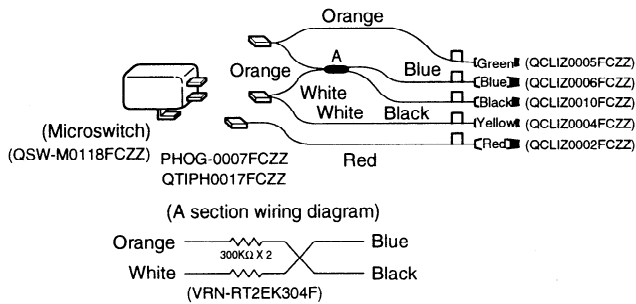 Orange
A
Green (QCLIZ0005FCZZ)
Orange
Blue
Blue (QCLIZ0006FCZZ)
White
Black (QCLIZ0010FCZZ)
White
Black
Yellow (QCLIZ0004FCZZ)
(Microswitch)
Red (QCLIZ0002FCZZ)
(QSW-M0118FCZZ)
PHOG-0007FCZZ
Red
QTIPH0017FCZZ
(A section wiring diagram)
Orange
Blue
300KΩ X 2
White
Black
(VRN-RT2EK304F)